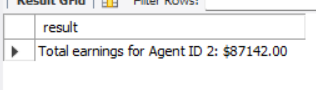 Result Grid Filter Rows:
result
Total earnings for Agent ID 2: $87142.00